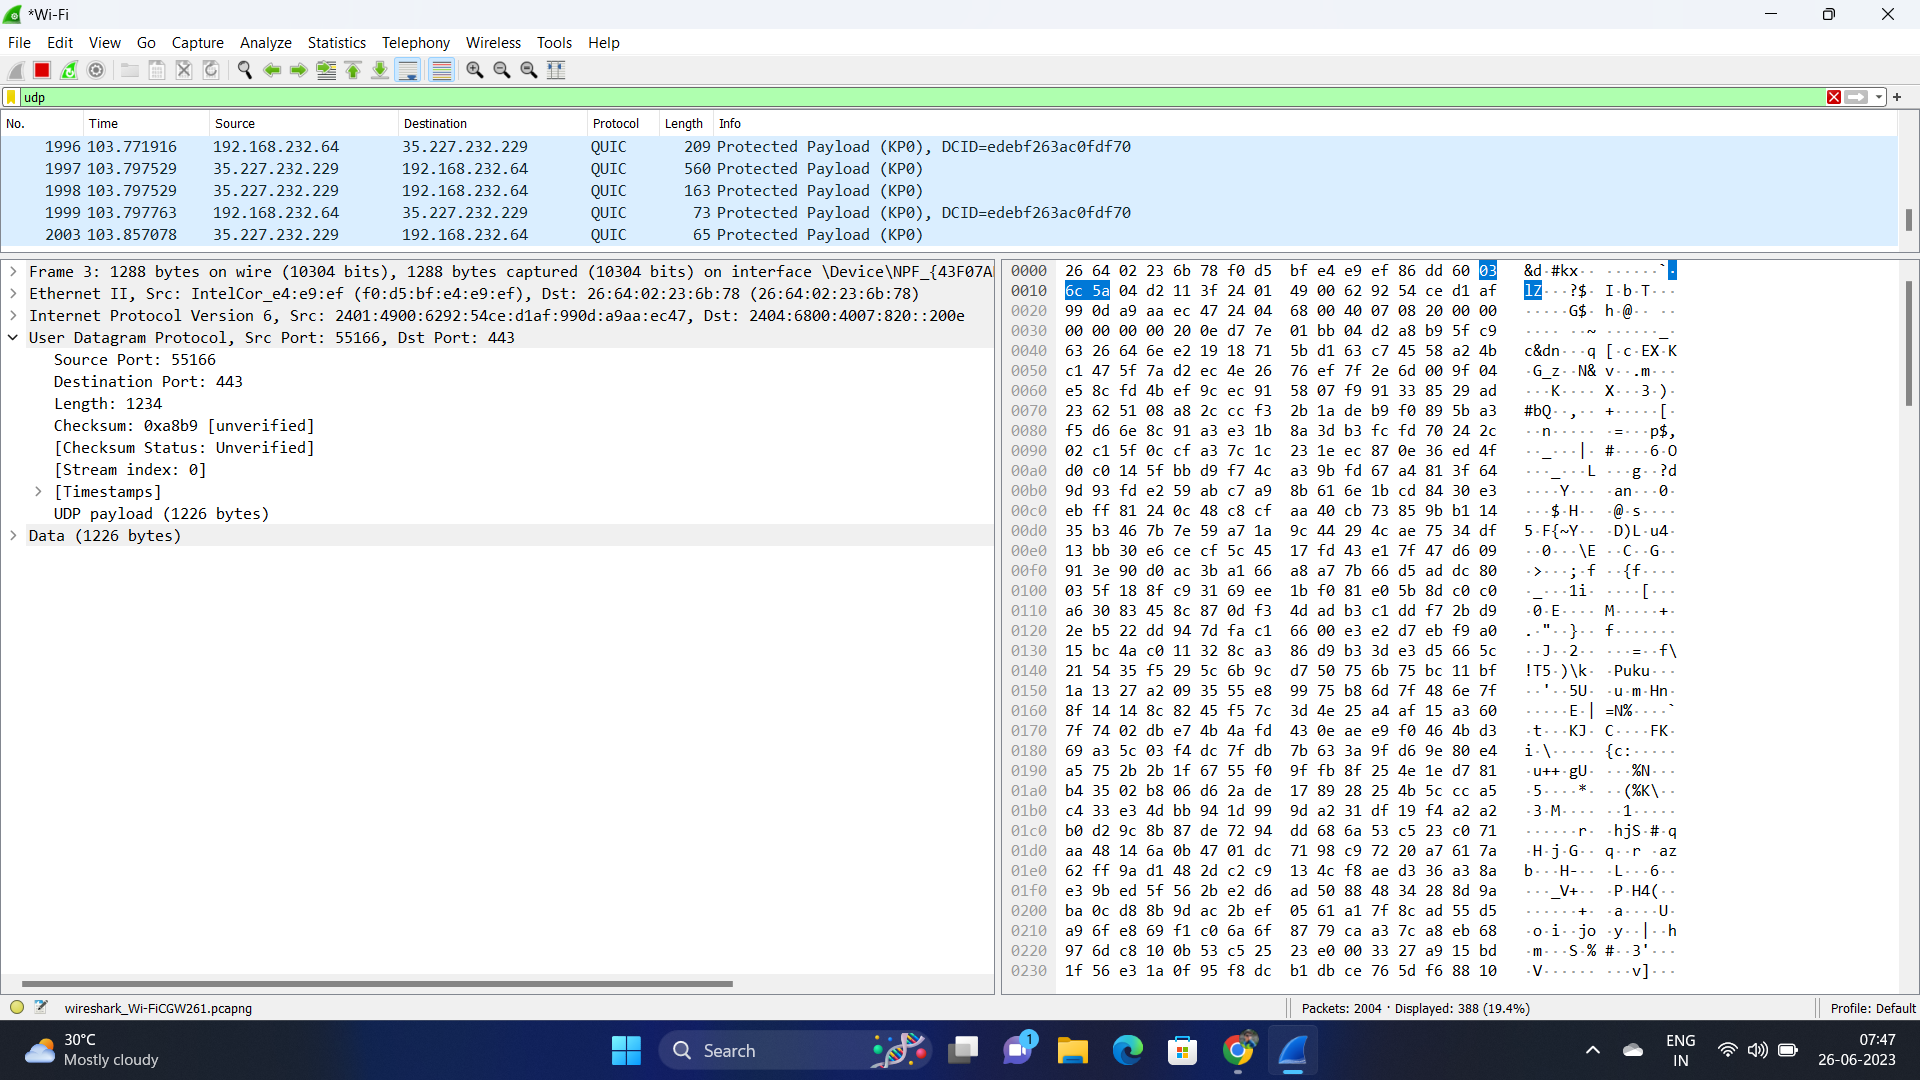 *Wi-Fi
File Edit View Go Capture Analyze Statistics Telephony Wireless Tools Help
udp
No. Time Source Destination Protocol Length Info
1996 103.771916 192.168.232.64 35.227.232.229 QUIC 209 Protected Payload (KP0), DCID=edebf263ac0fdf70
1997 103.797529 35.227.232.229 192.168.232.64 QUIC 560 Protected Payload (KP0)
1998 103.797529 35.227.232.229 192.168.232.64 QUIC 163 Protected Payload (KP0)
1999 103.797763 192.168.232.64 35.227.232.229 QUIC 73 Protected Payload (KP0), DCID=edebf263ac0fdf70
2003 103.857078 35.227.232.229 192.168.232.64 QUIC 65 Protected Payload (KP0)
Frame 3: 1288 bytes on wire (10304 bits), 1288 bytes captured (10304 bits) on interface \Device\NPF_{43F07A
Ethernet II, Src: IntelCor_e4:e9:ef (f0:d5:bf:e4:e9:ef), Dst: 26:64:02:23:6b:78 (26:64:02:23:6b:78)
Internet Protocol Version 6, Src: 2401:4900:6292:54ce:d1af:990d:a9aa:ec47, Dst: 2404:6800:4007:820::200e
User Datagram Protocol, Src Port: 55166, Dst Port: 443
Source Port: 55166
Destination Port: 443
Length: 1234
Checksum: 0xa8b9 [unverified]
[Checksum Status: Unverified]
[Stream index: 0]
[Timestamps]
UDP payload (1226 bytes)
Data (1226 bytes)
0000 26 64 02 23 6b 78 f0 d5 bf e4 e9 ef 86 dd 60 03 &d·#kx·· ······`·
0010 6c 5a 04 d2 11 3f 24 01 49 00 62 92 54 ce d1 af lZ···?$· I·b·T···
0020 99 0d a9 aa ec 47 24 04 68 00 40 07 08 20 00 00 ·····G$· h·@·· ··
0030 00 00 00 00 20 0e d7 7e 01 bb 04 d2 a8 b9 5f c9 ···· ··~ ······_·
0040 63 26 64 6e e2 19 18 71 5b d1 63 c7 45 58 a2 4b c&dn···q [·c·EX·K
0050 c1 47 5f 7a d2 ec 4e 26 76 ef 7f 2e 6d 00 9f 04 ·G_z··N& v··.m···
0060 e5 8c fd 4b ef 9c ec 91 58 07 f9 91 33 85 29 ad ···K···· X···3·)·
0070 23 62 51 08 a8 2c cc f3 2b 1a de b9 f0 89 5b a3 #bQ··,·· +·····[·
0080 f5 d6 6e 8c 91 a3 e3 1b 8a 3d b3 fc fd 70 24 2c ··n····· ·=···p$,
0090 02 c1 5f 0c cf a3 7c 1c 23 1e ec 87 0e 36 ed 4f ··_···|· #····6·O
00a0 d0 c0 14 5f bb d9 f7 4c a3 9b fd 67 a4 81 3f 64 ···_···L ···g··?d
00b0 9d 93 fd e2 59 ab c7 a9 8b 61 6e 1b cd 84 30 e3 ····Y··· ·an···0·
00c0 eb ff 81 24 0c 48 c8 cf aa 40 cb 73 85 9b b1 14 ···$·H·· ·@·s····
00d0 35 b3 46 7b 7e 59 a7 1a 9c 44 29 4c ae 75 34 df 5·F{~Y·· ·D)L·u4·
00e0 13 bb 30 e6 ce cf 5c 45 17 fd 43 e1 7f 47 d6 09 ··0···\E ··C··G··
00f0 91 3e 90 d0 ac 3b a1 66 a8 a7 7b 66 d5 ad dc 80 ·>···;·f ··{f····
0100 03 5f 18 8f c9 31 69 ee 1b f0 81 e0 5b 8d c0 c0 ·_···1i· ····[···
0110 a6 30 83 45 8c 87 0d f3 4d ad b3 c1 dd f7 2b d9 ·0·E···· M·····+·
0120 2e b5 22 dd 94 7d fa c1 66 00 e3 e2 d7 eb f9 a0 .·"··}·· f·······
0130 15 bc 4a c0 11 32 8c a3 86 d9 b3 3d e3 d5 66 5c ··J··2·· ···=··f\
0140 21 54 35 f5 29 5c 6b 9c d7 50 75 6b 75 bc 11 bf !T5·)\k· ·Puku···
0150 1a 13 27 a2 09 35 55 e8 99 75 b8 6d 7f 48 6e 7f ··'··5U· ·u·m·Hn·
0160 8f 14 14 8c 82 45 f5 7c 3d 4e 25 a4 af 15 a3 60 ·····E·| =N%····`
0170 7f 74 02 db e7 4b 4a fd 43 0e ae e9 f0 46 4b d3 ·t···KJ· C····FK·
0180 69 a3 5c 03 f4 dc 7f db 7b 63 3a 9f d6 9e 80 e4 i·\····· {c:·····
0190 a5 75 2b 2b 1f 67 55 f0 9f fb 8f 25 4e 1e d7 81 ·u++·gU· ···%N···
01a0 b4 35 02 b8 06 d6 2a de 17 89 28 25 4b 5c cc a5 ·5····*· ··(%K\··
01b0 c4 33 e3 4d bb 94 1d 99 9d a2 31 df 19 f4 a2 a2 ·3·M···· ··1·····
01c0 b0 d2 9c 8b 87 de 72 94 dd 68 6a 53 c5 23 c0 71 ······r· ·hjS·#·q
01d0 aa 48 14 6a 0b 47 01 dc 71 98 c9 72 20 a7 61 7a ·H·j·G·· q··r ·az
01e0 62 ff 9a d1 48 2d c2 c9 13 4c f8 ae d3 36 a3 8a b···H-·· ·L···6··
01f0 e3 9b ed 5f 56 2b e2 d6 ad 50 88 48 34 28 8d 9a ···_V+·· ·P·H4(··
0200 ba 0c d8 8b 9d ac 2b ef 05 61 a1 7f 8c ad 55 d5 ······+· ·a····U·
0210 a9 6f e8 69 f1 c0 6a 6f 87 79 ca a3 7c a8 eb 68 ·o·i··jo ·y··|··h
0220 97 6d c8 10 0b 53 c5 25 23 e0 00 33 27 a9 15 bd ·m···S·% #··3'···
0230 1f 56 e3 1a 0f 95 f8 dc b1 db ce 76 5d f6 88 10 ·V······ ···v]···
wireshark_Wi-FiCGW261.pcapng
Packets: 2004 · Displayed: 388 (19.4%)
Profile: Default
30°C
Mostly cloudy
Search
1
ENG
IN
07:47
26-06-2023